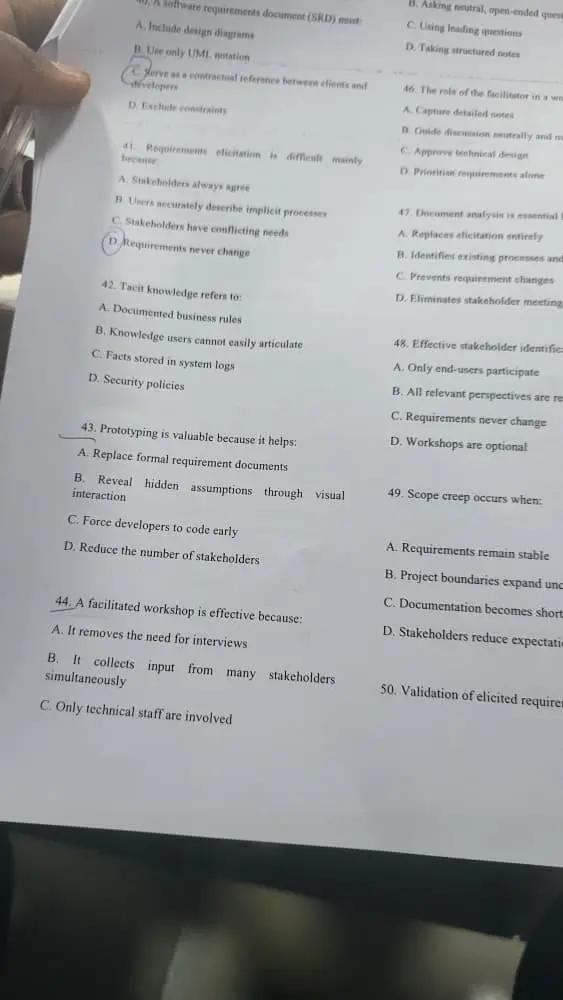 40. A software requirements document (SRD) must:
A. Include design diagrams
B. Use only UML notation
C. Serve as a contractual reference between clients and
developers
D. Exclude constraints
41. Requirements elicitation is difficult mainly
because:
A. Stakeholders always agree
B. Users accurately describe implicit processes
C. Stakeholders have conflicting needs
D. Requirements never change
42. Tacit knowledge refers to:
A. Documented business rules
B. Knowledge users cannot easily articulate
C. Facts stored in system logs
D. Security policies
43. Prototyping is valuable because it helps:
A. Replace formal requirement documents
B. Reveal hidden assumptions through visual
interaction
C. Force developers to code early
D. Reduce the number of stakeholders
44. A facilitated workshop is effective because:
A. It removes the need for interviews
B. It collects input from many stakeholders
simultaneously
C. Only technical staff are involved
B. Asking neutral, open-ended
C. Using leading questions
D. Taking structured notes
46. The role of the facilitator in a
A. Capture detailed notes
B. Guide discussion neutrally and
C. Approve technical design
D. Prioritise requirements alone
47. Document analysis is essential
A. Replaces elicitation entirely
B. Identifies existing processes and
C. Prevents requirement changes
D. Eliminates stakeholder meeting
48. Effective stakeholder
A. Only end-users participate
B. All relevant perspectives are
C. Requirements never change
D. Workshops are optional
49. Scope creep occurs when:
A. Requirements remain stable
B. Project boundaries expand
C. Documentation becomes short
D. Stakeholders reduce
50. Validation of elicited